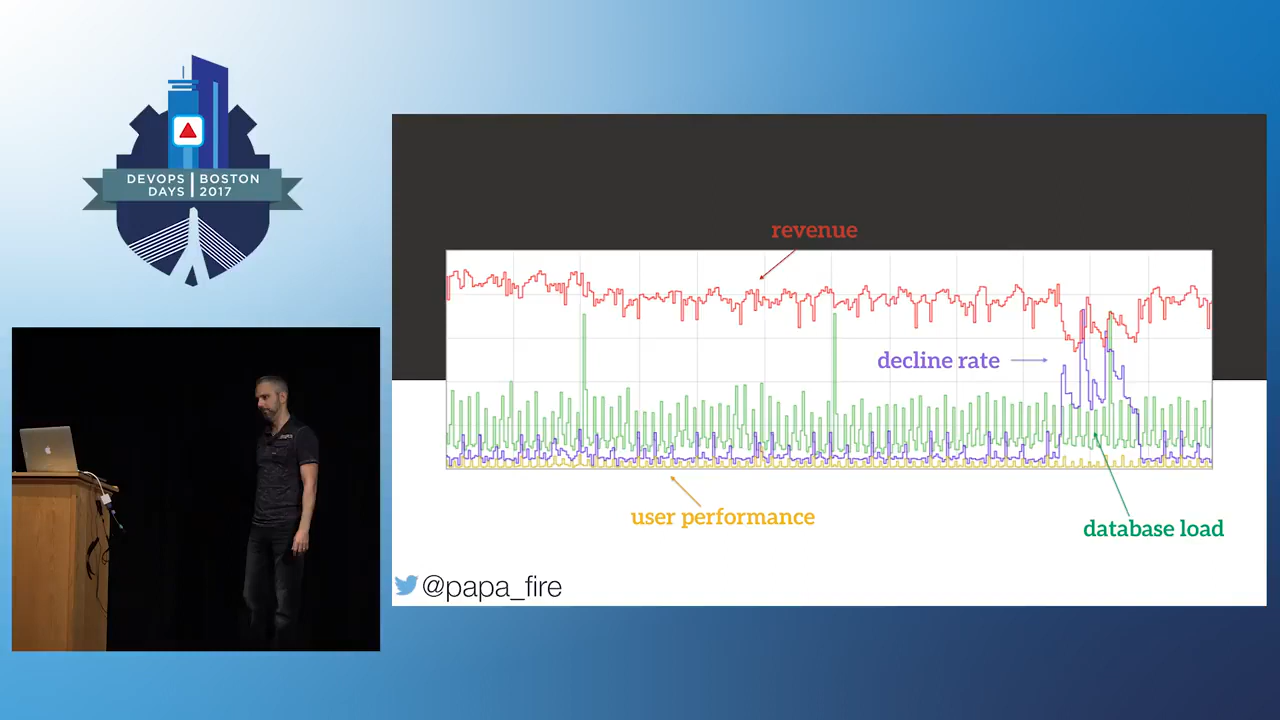 DEVOPS BOSTON
DAYS 2017
revenue
decline rate
user performance
database load
@papa_fire